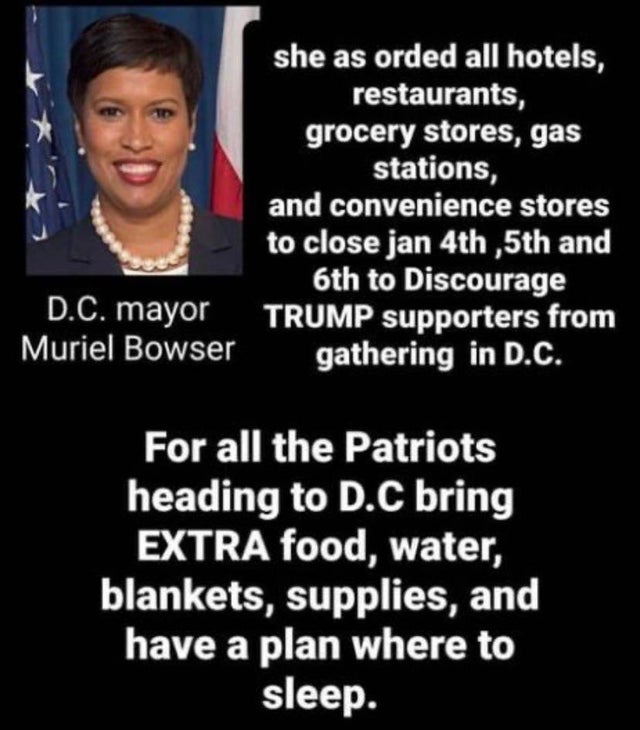 she as orded all hotels,
restaurants,
grocery stores, gas
stations,
and convenience stores
to close jan 4th ,5th and
6th to Discourage
TRUMP supporters from
gathering in D.C.
D.C. mayor
Muriel Bowser
For all the Patriots
heading to D.C bring
EXTRA food, water,
blankets, supplies, and
have a plan where to
sleep.